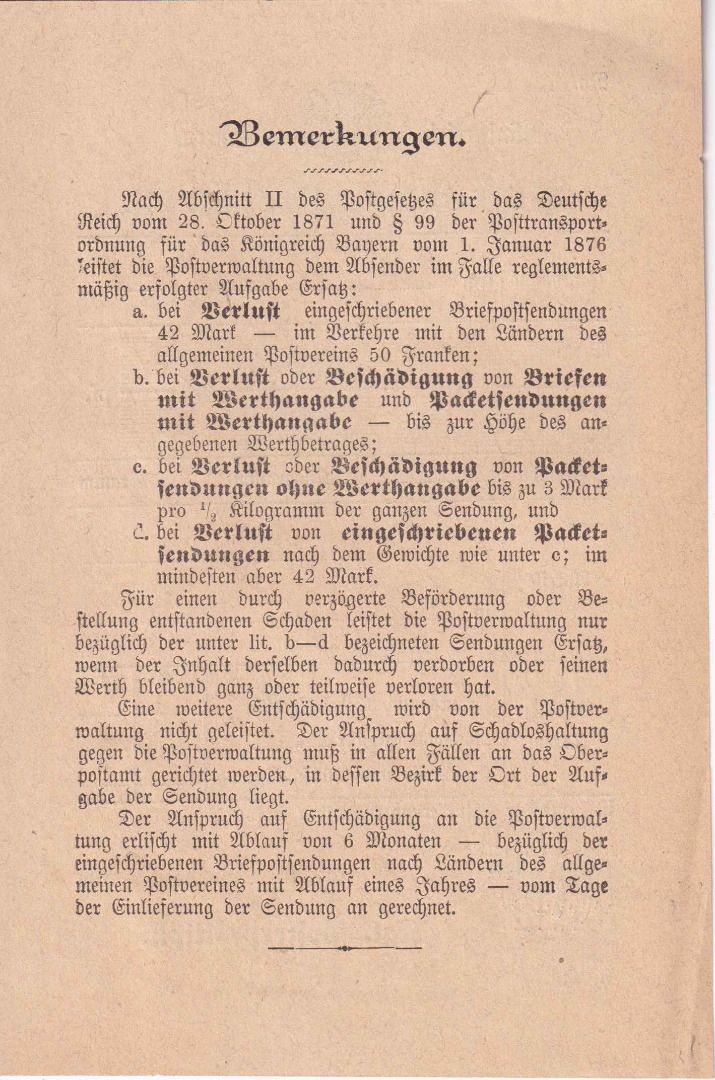 Bemerkungen.
Nach Abschnitt II des Postgesetzes für das Deutsche
Reich vom 28. Oktober 1871 und § 99 der Posttransport-
ordnung für das Königreich Bayern vom 1. Januar 1876
leistet die Postverwaltung dem Absender im Falle reglements-
mäßig erfolgter Aufgabe Ersatz:
a. bei Verlust eingeschriebener Briefpostsendungen
42 Mark — im Verkehre mit den Ländern des
allgemeinen Postvereins 50 Franken;
b. bei Verlust oder Beschädigung von Briefen
mit Werthangabe und Packetsendungen
mit Werthangabe — bis zur Höhe des an-
gegebenen Werthbetrages;
c. bei Verlust oder Beschädigung von Packet-
sendungen ohne Werthangabe bis zu 3 Mark
pro 1/2 Kilogramm der ganzen Sendung, und
d. bei Verlust von eingeschriebenen Packet-
sendungen nach dem Gewichte wie unter c; im
mindesten aber 42 Mark.
Für einen durch verzögerte Beförderung oder Be-
stellung entstandenen Schaden leistet die Postverwaltung nur
bezüglich der unter lit. b—d bezeichneten Sendungen Ersatz,
wenn der Inhalt derselben dadurch verdorben oder seinen
Werth bleibend ganz oder teilweise verloren hat.
Eine weitere Entschädigung wird von der Postver-
waltung nicht geleistet. Der Anspruch auf Schadloshaltung
gegen die Postverwaltung muß in allen Fällen an das Ober-
postamt gerichtet werden, in dessen Bezirk der Ort der Auf-
gabe der Sendung liegt.
Der Anspruch auf Entschädigung an die Postverwal-
tung erlischt mit Ablauf von 6 Monaten — bezüglich der
eingeschriebenen Briefpostsendungen nach Ländern des allge-
meinen Postvereines mit Ablauf eines Jahres — vom Tage
der Einlieferung der Sendung an gerechnet.